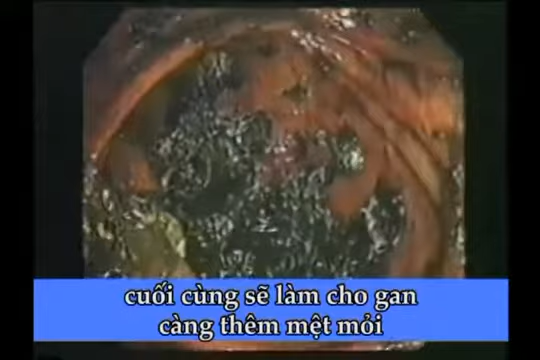 cuối cùng sẽ làm cho gan
càng thêm mệt mỏi